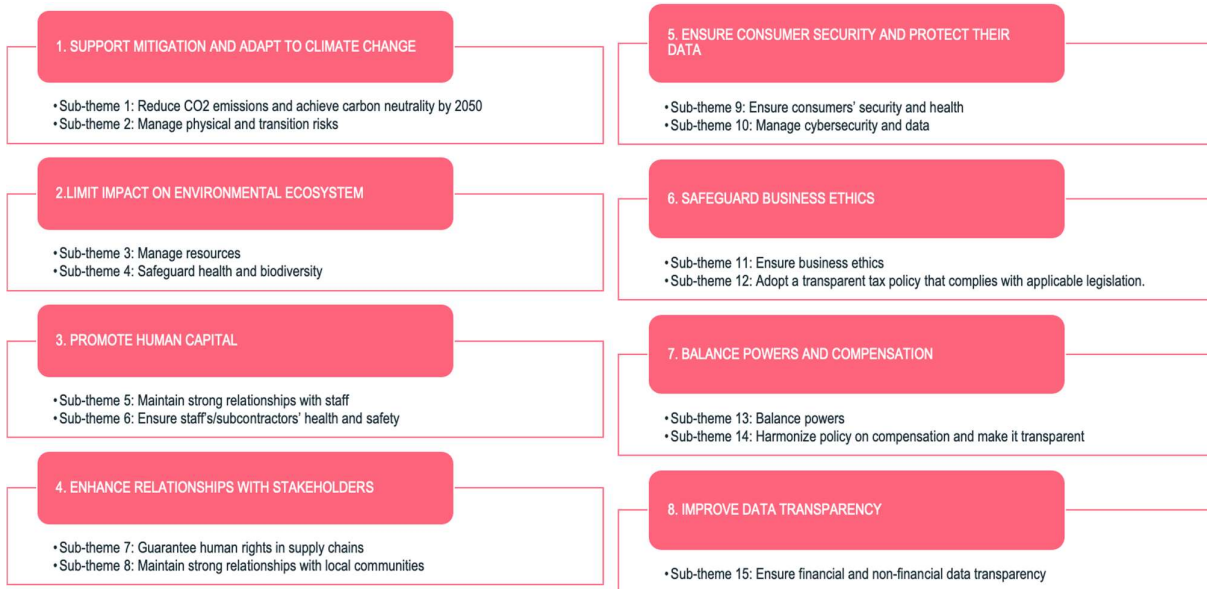 1. SUPPORT MITIGATION AND ADAPT TO CLIMATE CHANGE
•Sub-theme 1: Reduce CO2 emissions and achieve carbon neutrality by 2050
•Sub-theme 2: Manage physical and transition risks
2.LIMIT IMPACT ON ENVIRONMENTAL ECOSYSTEM
•Sub-theme 3: Manage resources
•Sub-theme 4: Safeguard health and biodiversity
3. PROMOTE HUMAN CAPITAL
•Sub-theme 5: Maintain strong relationships with staff
•Sub-theme 6: Ensure staff's/subcontractors' health and safety
4. ENHANCE RELATIONSHIPS WITH STAKEHOLDERS
•Sub-theme 7: Guarantee human rights in supply chains
•Sub-theme 8: Maintain strong relationships with local communities
5. ENSURE CONSUMER SECURITY AND PROTECT THEIR
DATA
•Sub-theme 9: Ensure consumers' security and health
•Sub-theme 10: Manage cybersecurity and data
6. SAFEGUARD BUSINESS ETHICS
•Sub-theme 11: Ensure business ethics
•Sub-theme 12: Adopt a transparent tax policy that complies with applicable legislation.
7. BALANCE POWERS AND COMPENSATION
•Sub-theme 13: Balance powers
•Sub-theme 14: Harmonize policy on compensation and make it transparent
8. IMPROVE DATA TRANSPARENCY
•Sub-theme 15: Ensure financial and non-financial data transparency